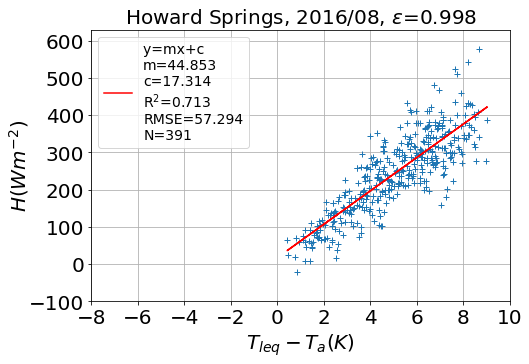 Howard Springs, 2016/08, ε=0.998
y=mx+c
m=44.853
c=17.314
R²=0.713
RMSE=57.294
N=391
600
500
400
300
200
100
0
−100
H(Wm⁻²)
−8 −6 −4 −2 0 2 4 6 8 10
T_{leq} − T_a(K)